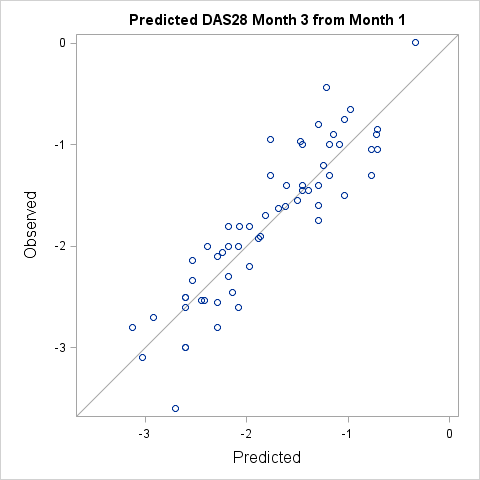 Predicted DAS28 Month 3 from Month 1
0
-1
-2
-3
Observed
-3 -2 -1 0
Predicted